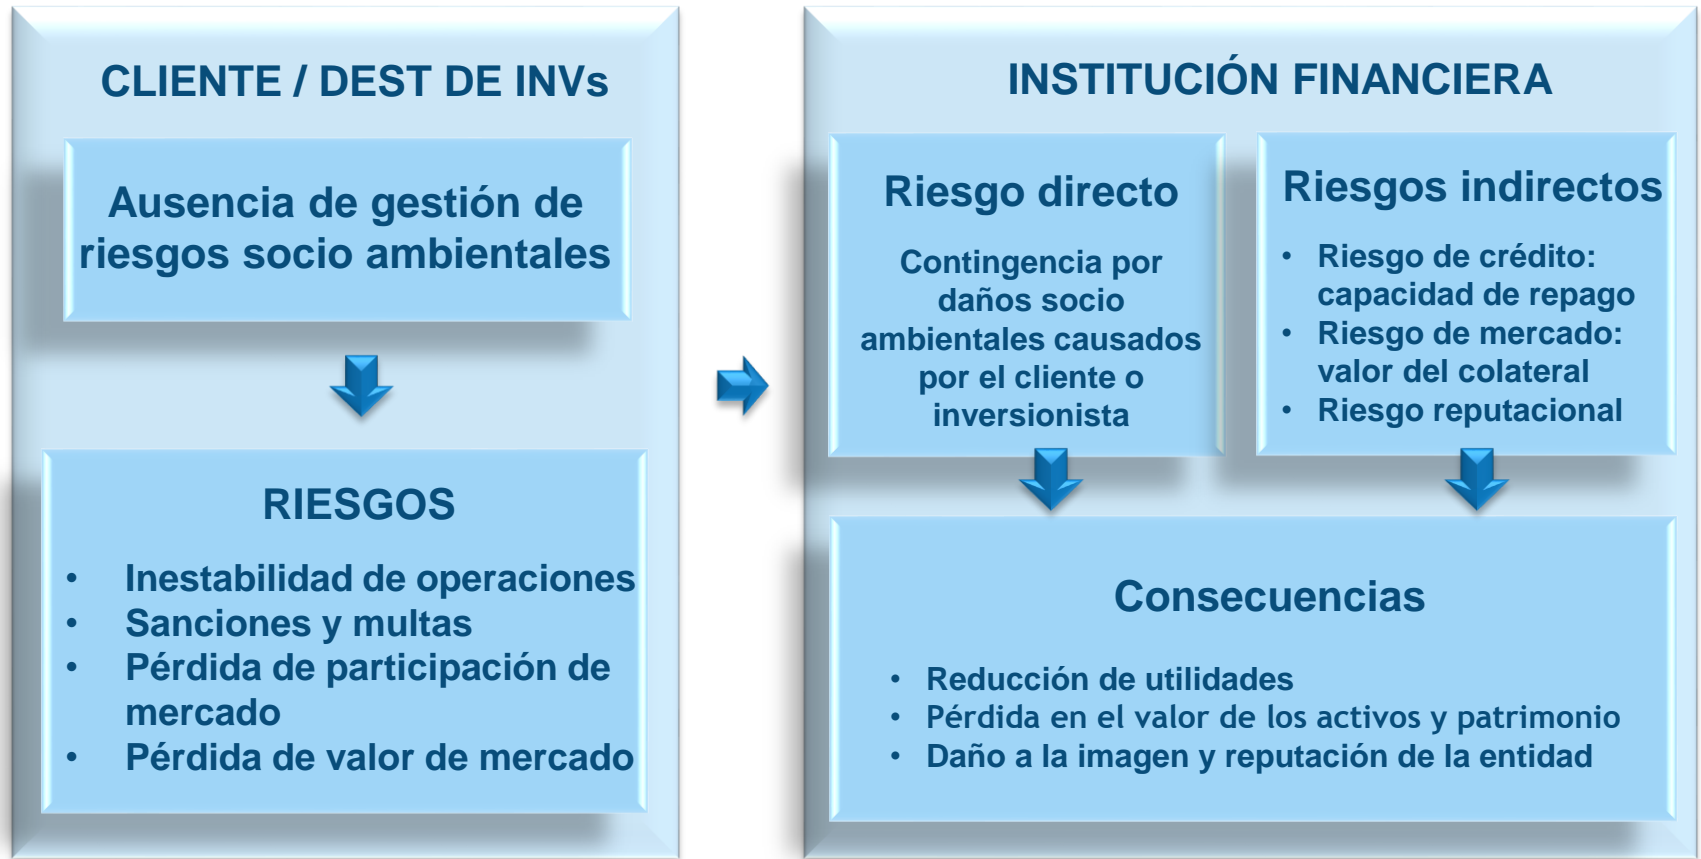 CLIENTE / DEST DE INVs
Ausencia de gestión de
riesgos socio ambientales
RIESGOS
• Inestabilidad de operaciones
• Sanciones y multas
• Pérdida de participación de
mercado
• Pérdida de valor de mercado
INSTITUCIÓN FINANCIERA
Riesgo directo
Contingencia por
daños socio
ambientales causados
por el cliente o
inversionista
Riesgos indirectos
• Riesgo de crédito:
capacidad de repago
• Riesgo de mercado:
valor del colateral
• Riesgo reputacional
Consecuencias
• Reducción de utilidades
• Pérdida en el valor de los activos y patrimonio
• Daño a la imagen y reputación de la entidad